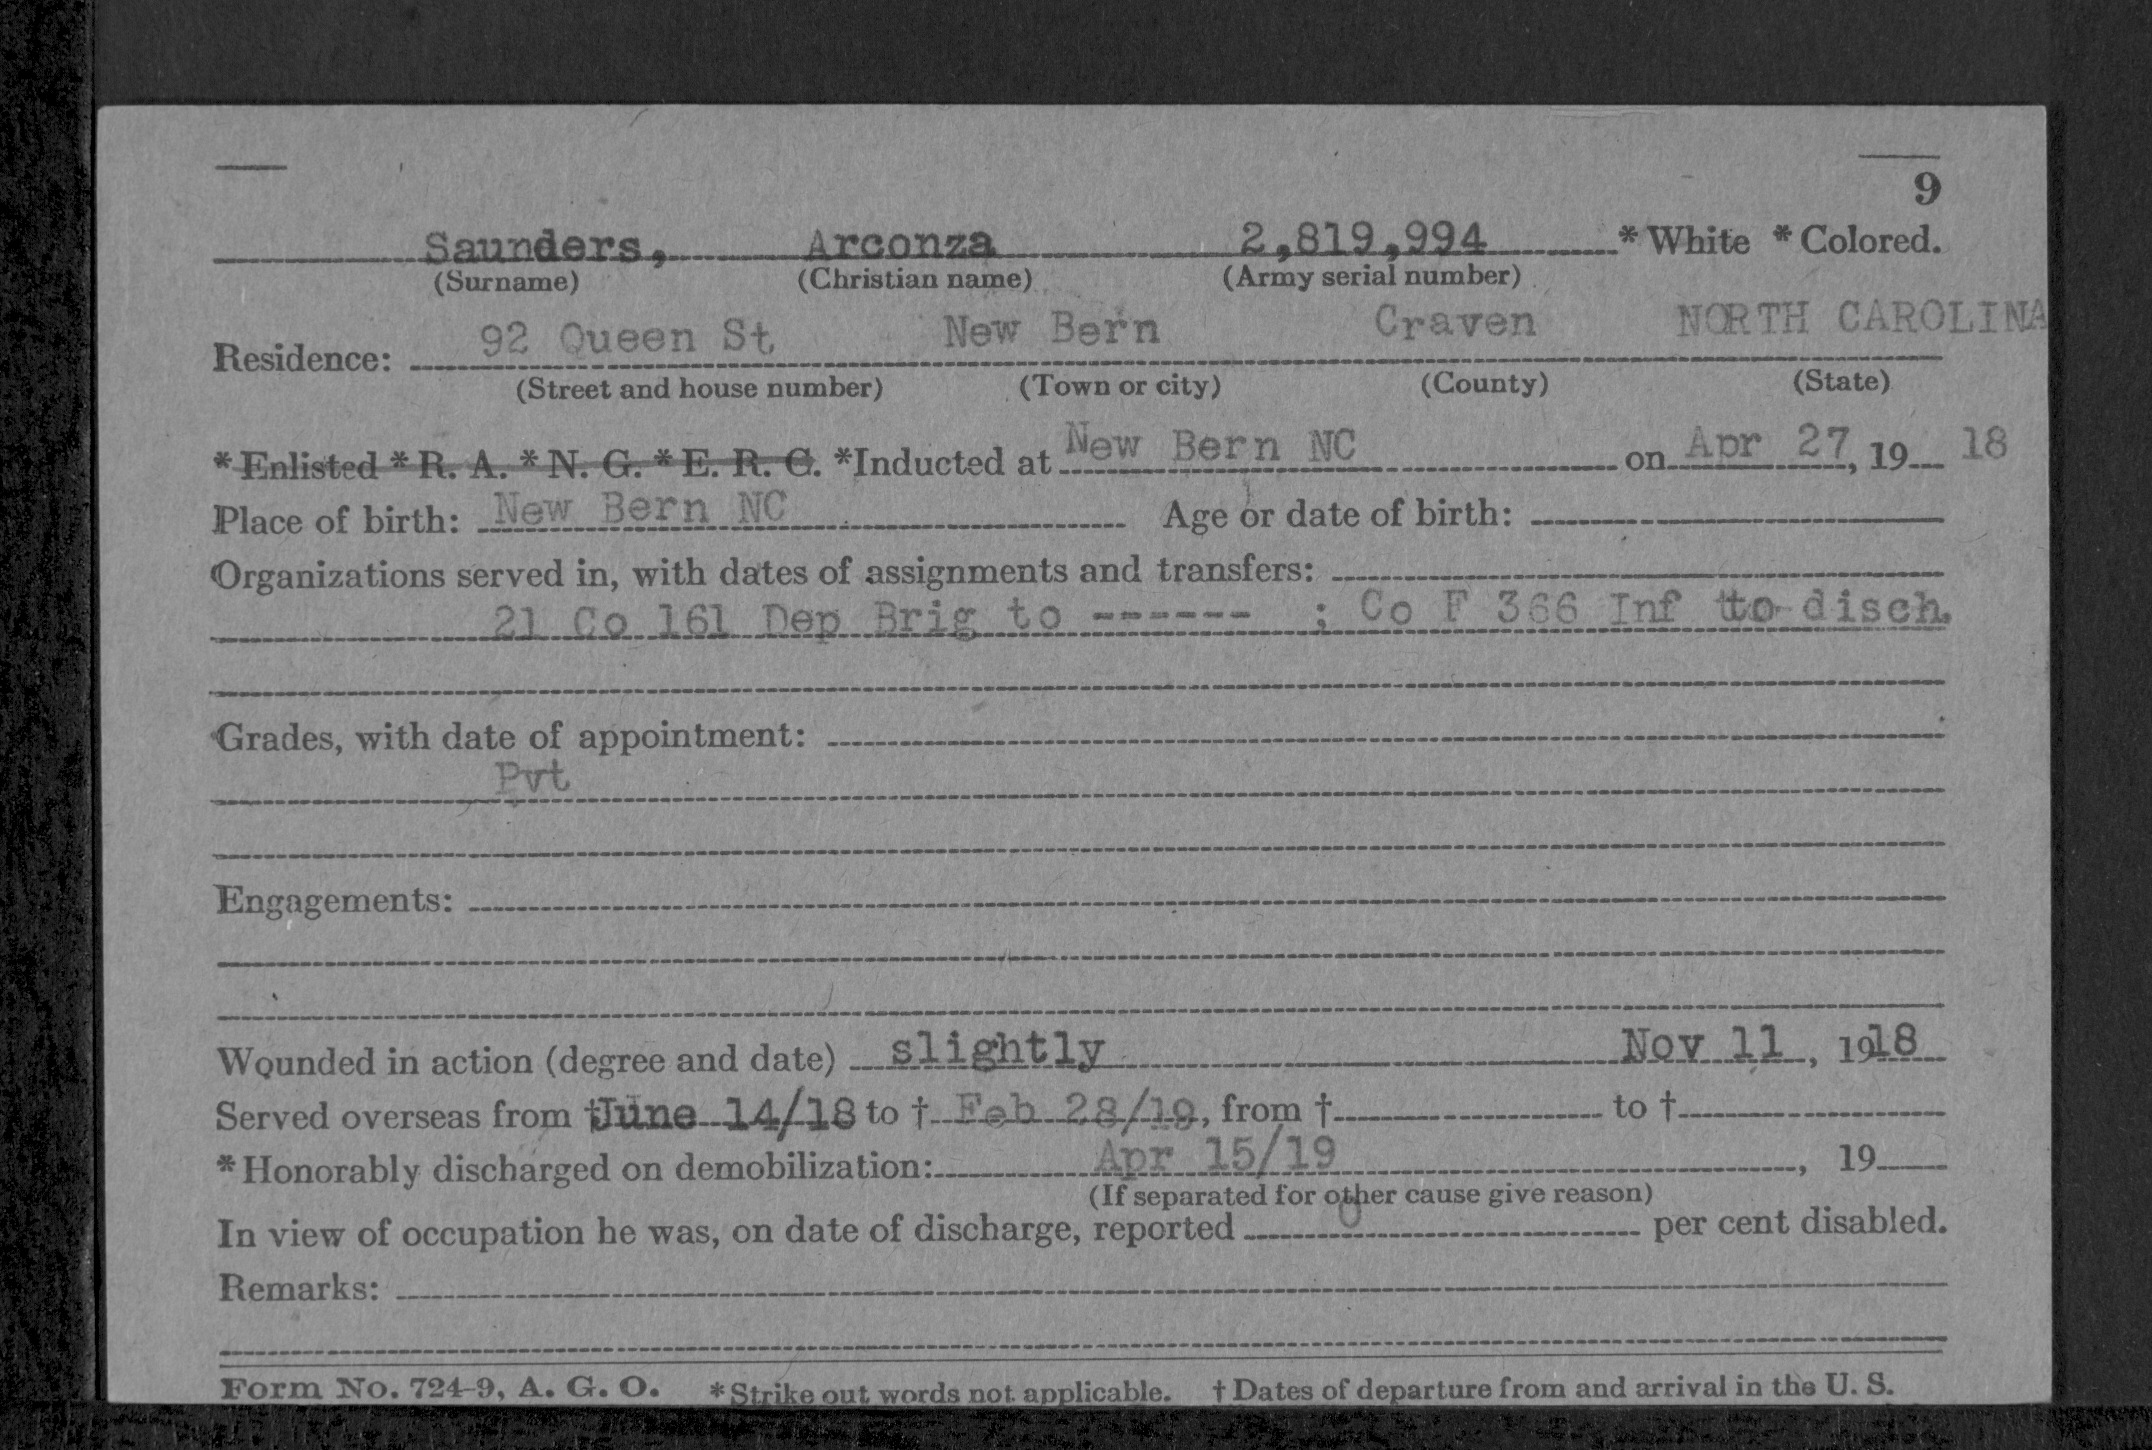 9
Saunders, Arconza 2,819,994 * White * Colored.
(Surname) (Christian name) (Army serial number)
Residence: 92 Queen St New Bern Craven NORTH CAROLINA
(Street and house number) (Town or city) (County) (State)
* Enlisted * R. A. * N. G. * E. R. C. *Inducted at New Bern NC on Apr 27, 19 18
Place of birth: New Bern NC Age or date of birth:
Organizations served in, with dates of assignments and transfers:
21 Co 161 Dep Brig to ------ ; Co F 366 Inf to disch.
Grades, with date of appointment:
Pvt
Engagements:
Wounded in action (degree and date) slightly Nov 11, 1918
Served overseas from † June 14/18 to † Feb 28/19, from † to †
* Honorably discharged on demobilization: Apr 15/19, 19
(If separated for other cause give reason)
In view of occupation he was, on date of discharge, reported 0 per cent disabled.
Remarks:
Form No. 724-9, A. G. O. * Strike out words not applicable. † Dates of departure from and arrival in the U. S.